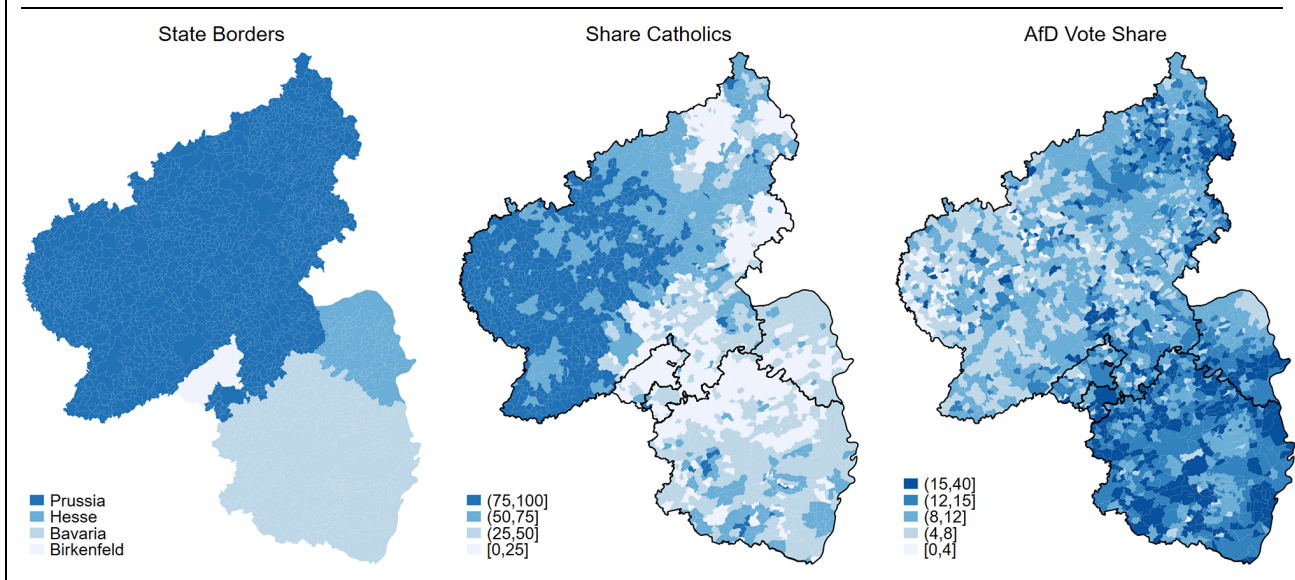 State Borders
Share Catholics
AfD Vote Share
Prussia
Hesse
Bavaria
Birkenfeld
(75,100]
(50,75]
(25,50]
[0,25]
(15,40]
(12,15]
(8,12]
(4,8]
[0,4]